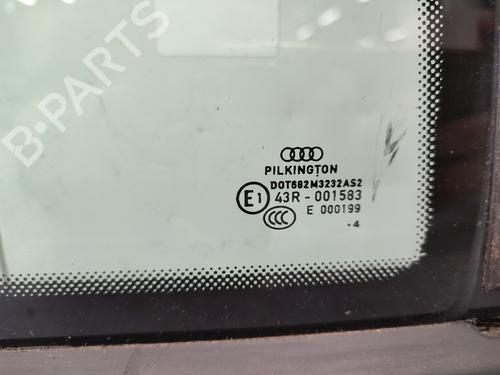 B-PARTS
PILKINGTON
DOT682M3232AS2
E1 43R - 001583
CCC E 000199
·4